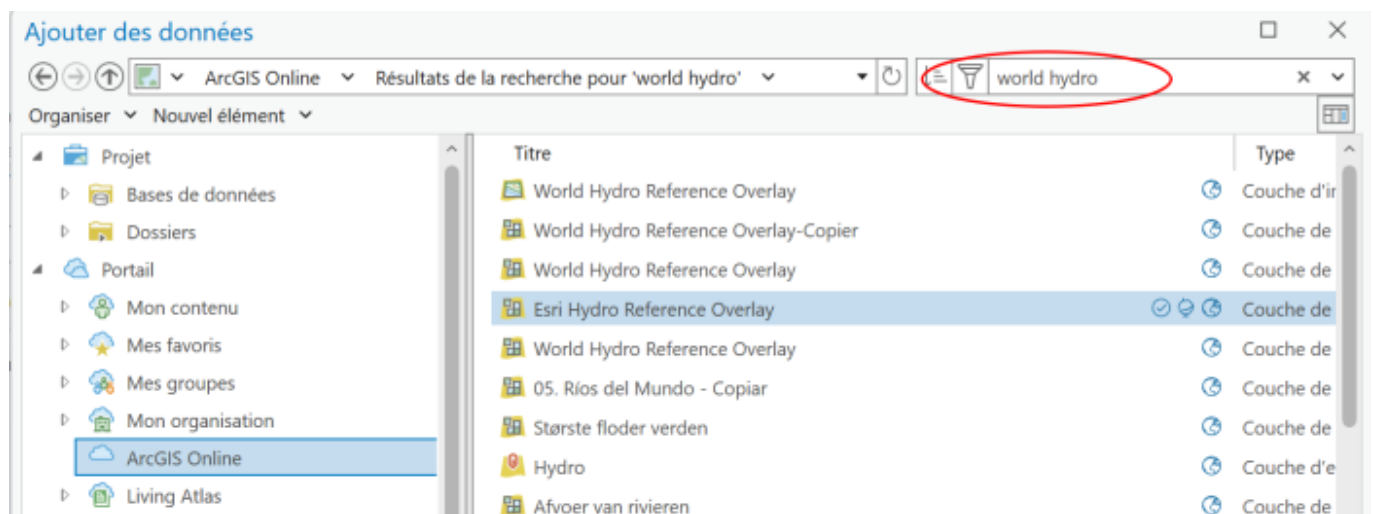 Ajouter des données
ArcGIS Online Résultats de la recherche pour 'world hydro' world hydro
Organiser Nouvel élément
Projet
Bases de données
Dossiers
Portail
Mon contenu
Mes favoris
Mes groupes
Mon organisation
ArcGIS Online
Living Atlas
Titre Type
World Hydro Reference Overlay Couche d'ir
World Hydro Reference Overlay-Copier Couche de
World Hydro Reference Overlay Couche de
Esri Hydro Reference Overlay Couche de
World Hydro Reference Overlay Couche de
05. Ríos del Mundo - Copiar Couche de
Største floder verden Couche de
Hydro Couche d'e
Afvoer van rivieren Couche de